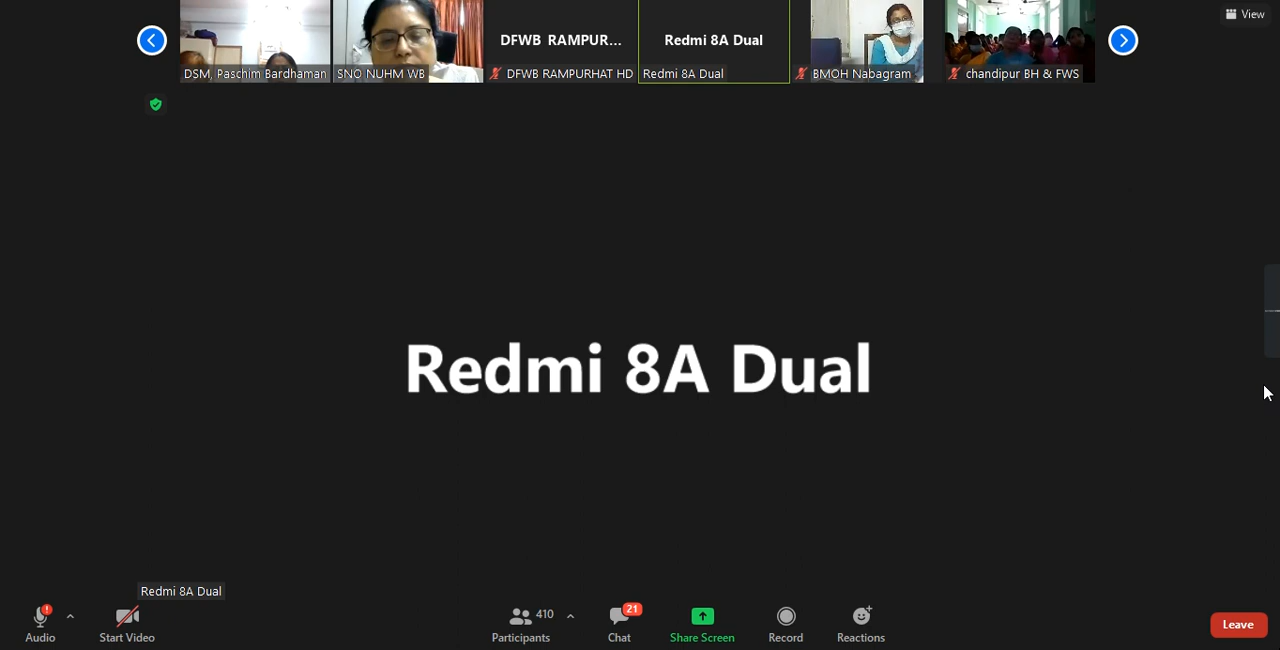 View
DFWB RAMPUR...
Redmi 8A Dual
DSM, Paschim Bardhaman
SNO NUHM WB
DFWB RAMPURHAT HD
Redmi 8A Dual
BMOH Nabagram
chandipur BH & FWS
Redmi 8A Dual
Redmi 8A Dual
410
21
Audio
Start Video
Participants
Chat
Share Screen
Record
Reactions
Leave